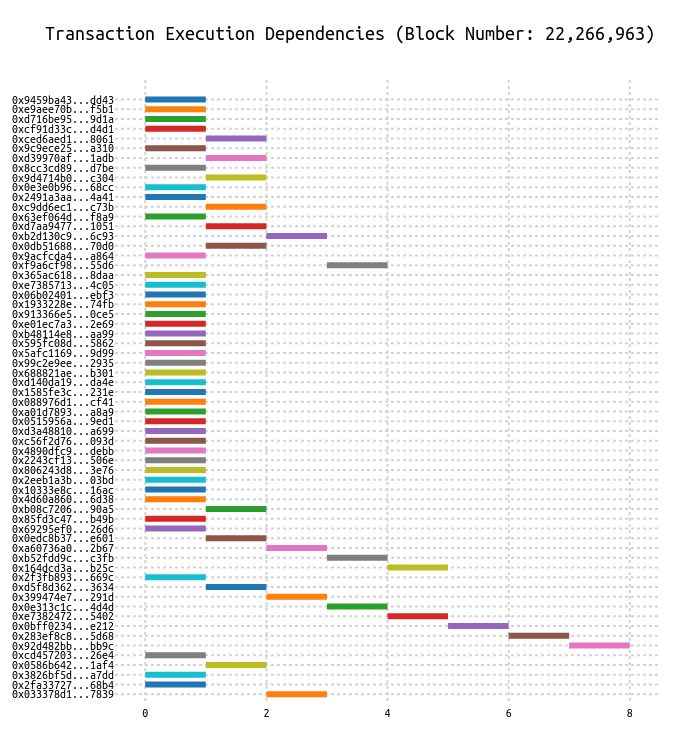 Transaction Execution Dependencies (Block Number: 22,266,963)
0x9459ba43...dd43
0xe9aee70b...f5b1
0xd716be95...9d1a
0xcf91d33c...d4d1
0xced6aed1...8061
0x9c9ece25...a310
0xd39970af...1adb
0x8cc3cd89...d7be
0x9d4714b0...c304
0x0e3e0b96...68cc
0x2491a3aa...4a41
0xc9dd6ec1...c73b
0x63ef064d...f8a9
0xd7aa9477...1051
0xb2d130c9...6c93
0x0db51688...70d0
0x9acfcda4...a864
0xf9a6cf98...55d6
0x365ac618...8daa
0xe7385713...4c05
0x06b02401...ebf3
0x1933228e...74fb
0x913366e5...0ce5
0xe01ec7a3...2e69
0xb48114e8...aa99
0x595fc08d...5862
0x5afc1169...9d99
0x99c2e9ee...2935
0x688821ae...b301
0xd140da19...da4e
0x1585fe3c...231e
0x088976d1...cf41
0xa01d7893...a8a9
0x0515956a...9ed1
0xd3a48810...a699
0xc56f2d76...093d
0x4890dfc9...debb
0x2243cf13...506e
0x806243d8...3e76
0x2eeb1a3b...03bd
0x10333e8c...16ac
0x4d60a860...6d38
0xb08c7206...90a5
0x85fd3c47...b49b
0x69295ef0...26d6
0x0edc8b37...e601
0xa60736a0...2b67
0xb52fdd9c...c3fb
0x164dcd3a...b25c
0x2f3fb893...669c
0xd5f8d362...3634
0x399474e7...291d
0x0e313c1c...4d4d
0xe7382472...5402
0x0bff0234...e212
0x283ef8c8...5d68
0x92d482bb...bb9c
0xcd457203...26e4
0x0586b642...1af4
0x3826bf5d...a7dd
0x2fa33727...68b4
0x033378d1...7839
0 2 4 6 8